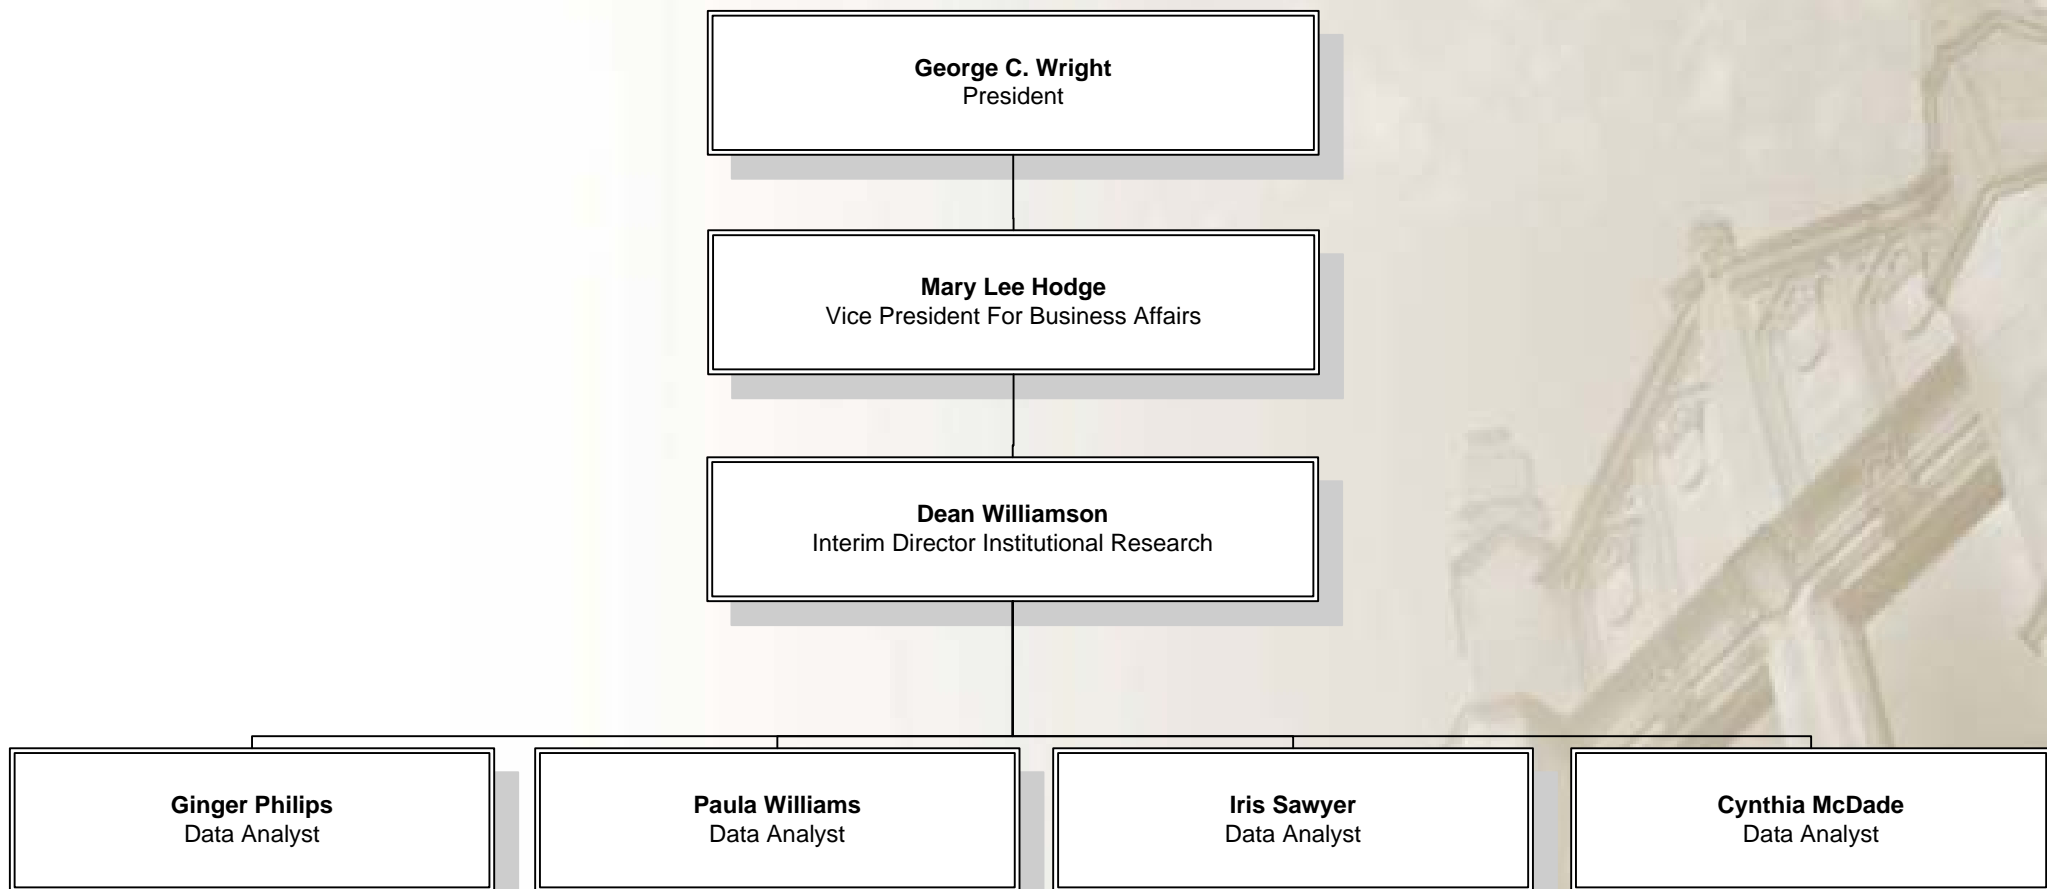 George C. Wright
President
Mary Lee Hodge
Vice President For Business Affairs
Dean Williamson
Interim Director Institutional Research
Ginger Philips
Data Analyst
Paula Williams
Data Analyst
Iris Sawyer
Data Analyst
Cynthia McDade
Data Analyst